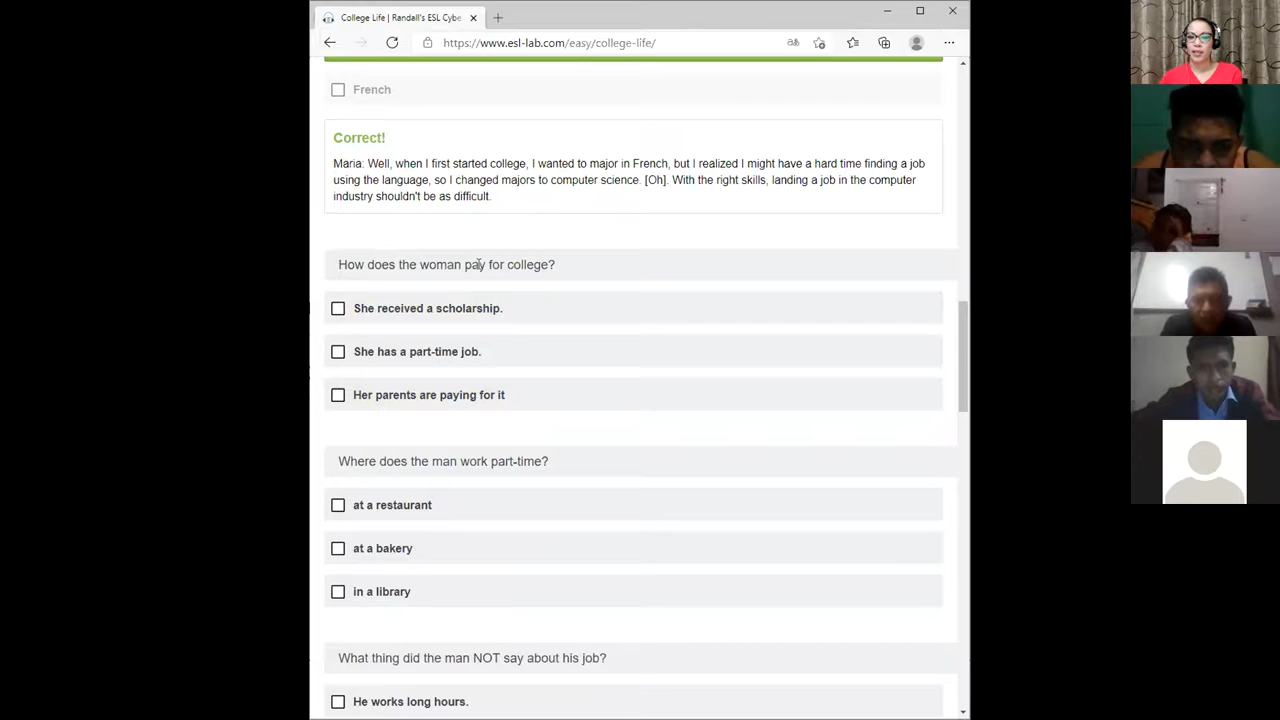 College Life | Randall's ESL Cybe
https://www.esl-lab.com/easy/college-life/
French
Correct!
Maria: Well, when I first started college, I wanted to major in French, but I realized I might have a hard time finding a job
using the language, so I changed majors to computer science. [Oh]. With the right skills, landing a job in the computer
industry shouldn't be as difficult.
How does the woman pay for college?
She received a scholarship.
She has a part-time job.
Her parents are paying for it
Where does the man work part-time?
at a restaurant
at a bakery
in a library
What thing did the man NOT say about his job?
He works long hours.